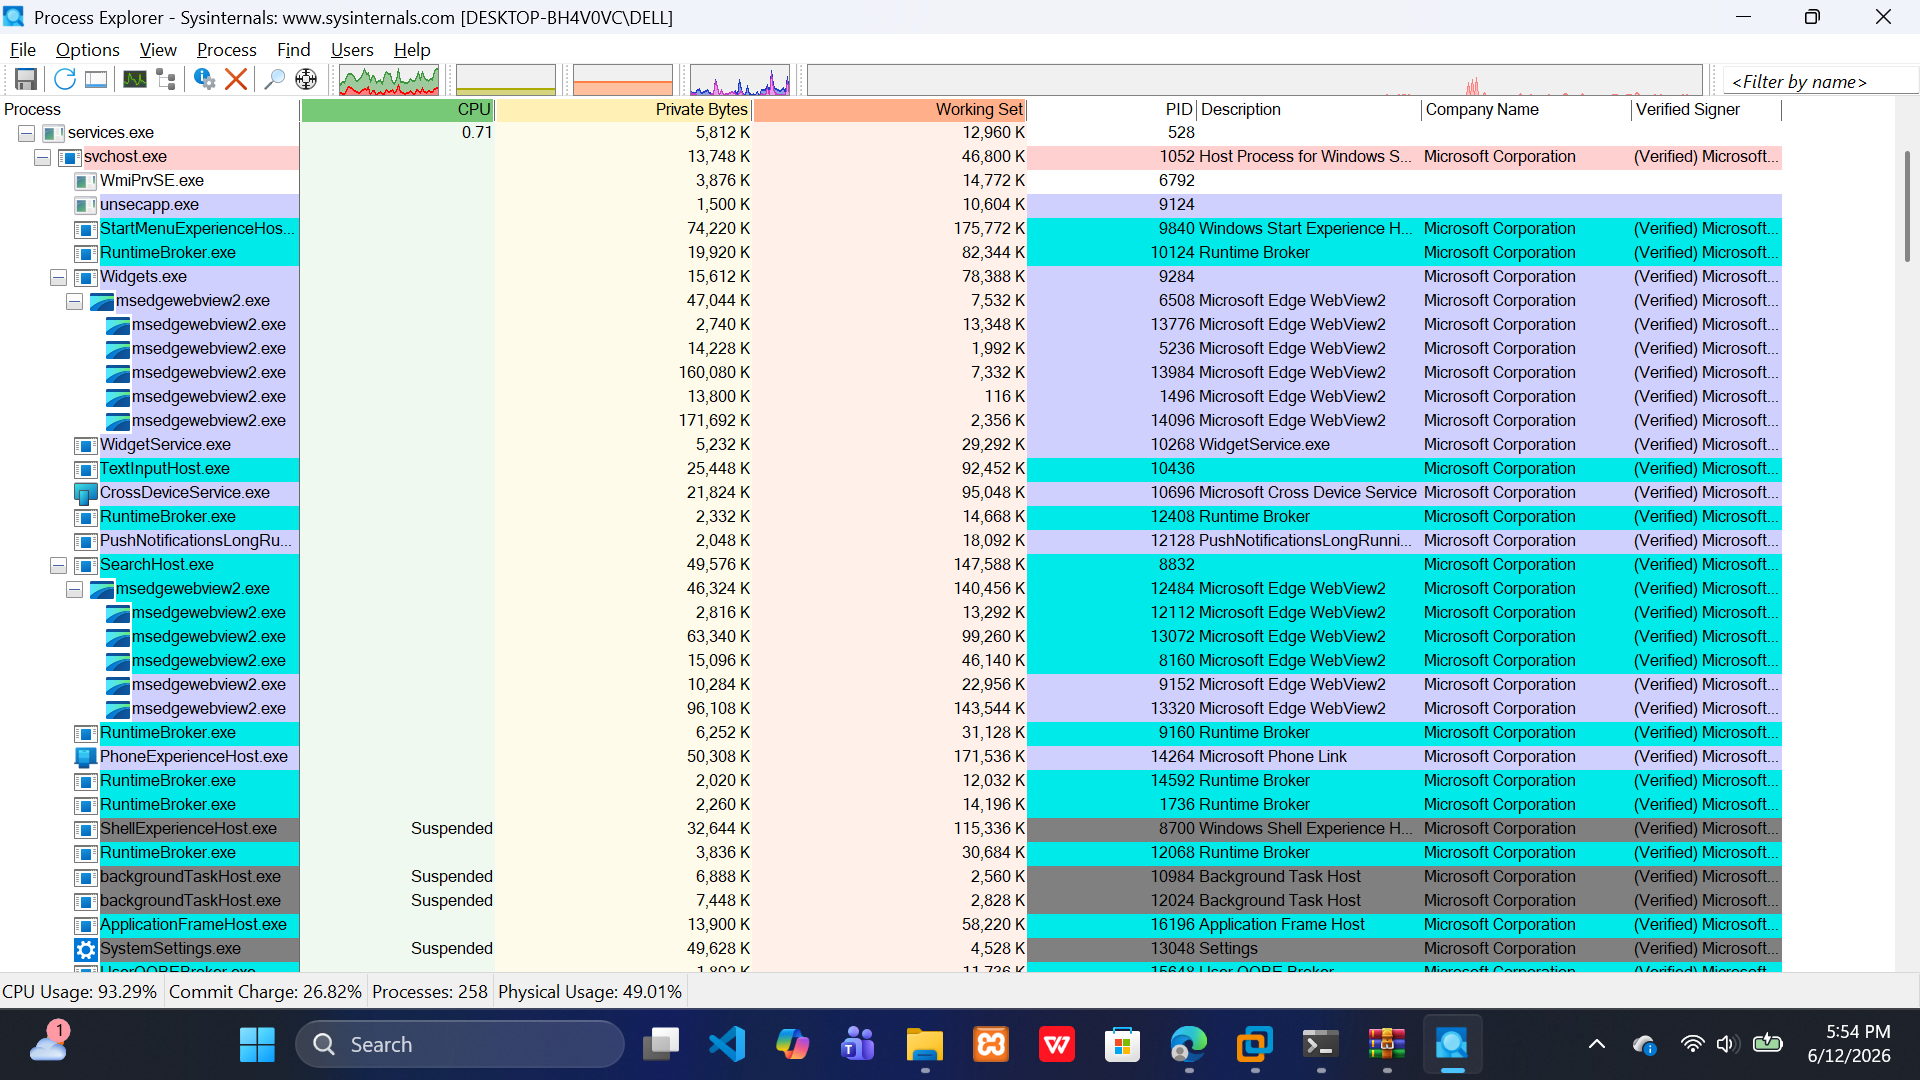 Process Explorer - Sysinternals: www.sysinternals.com [DESKTOP-BH4V0VC\DELL]
File Options View Process Find Users Help
<Filter by name>
Process CPU Private Bytes Working Set PID Description Company Name Verified Signer
services.exe 0.71 5,812 K 12,960 K 528
svchost.exe 13,748 K 46,800 K 1052 Host Process for Windows S... Microsoft Corporation (Verified) Microsoft...
WmiPrvSE.exe 3,876 K 14,772 K 6792
unsecapp.exe 1,500 K 10,604 K 9124
StartMenuExperienceHos... 74,220 K 175,772 K 9840 Windows Start Experience H... Microsoft Corporation (Verified) Microsoft...
RuntimeBroker.exe 19,920 K 82,344 K 10124 Runtime Broker Microsoft Corporation (Verified) Microsoft...
Widgets.exe 15,612 K 78,388 K 9284 Microsoft Corporation (Verified) Microsoft...
msedgewebview2.exe 47,044 K 7,532 K 6508 Microsoft Edge WebView2 Microsoft Corporation (Verified) Microsoft...
msedgewebview2.exe 2,740 K 13,348 K 13776 Microsoft Edge WebView2 Microsoft Corporation (Verified) Microsoft...
msedgewebview2.exe 14,228 K 1,992 K 5236 Microsoft Edge WebView2 Microsoft Corporation (Verified) Microsoft...
msedgewebview2.exe 160,080 K 7,332 K 13984 Microsoft Edge WebView2 Microsoft Corporation (Verified) Microsoft...
msedgewebview2.exe 13,800 K 116 K 1496 Microsoft Edge WebView2 Microsoft Corporation (Verified) Microsoft...
msedgewebview2.exe 171,692 K 2,356 K 14096 Microsoft Edge WebView2 Microsoft Corporation (Verified) Microsoft...
WidgetService.exe 5,232 K 29,292 K 10268 WidgetService.exe Microsoft Corporation (Verified) Microsoft...
TextInputHost.exe 25,448 K 92,452 K 10436 Microsoft Corporation (Verified) Microsoft...
CrossDeviceService.exe 21,824 K 95,048 K 10696 Microsoft Cross Device Service Microsoft Corporation (Verified) Microsoft...
RuntimeBroker.exe 2,332 K 14,668 K 12408 Runtime Broker Microsoft Corporation (Verified) Microsoft...
PushNotificationsLongRu... 2,048 K 18,092 K 12128 PushNotificationsLongRunni... Microsoft Corporation (Verified) Microsoft...
SearchHost.exe 49,576 K 147,588 K 8832 Microsoft Corporation (Verified) Microsoft...
msedgewebview2.exe 46,324 K 140,456 K 12484 Microsoft Edge WebView2 Microsoft Corporation (Verified) Microsoft...
msedgewebview2.exe 2,816 K 13,292 K 12112 Microsoft Edge WebView2 Microsoft Corporation (Verified) Microsoft...
msedgewebview2.exe 63,340 K 99,260 K 13072 Microsoft Edge WebView2 Microsoft Corporation (Verified) Microsoft...
msedgewebview2.exe 15,096 K 46,140 K 8160 Microsoft Edge WebView2 Microsoft Corporation (Verified) Microsoft...
msedgewebview2.exe 10,284 K 22,956 K 9152 Microsoft Edge WebView2 Microsoft Corporation (Verified) Microsoft...
msedgewebview2.exe 96,108 K 143,544 K 13320 Microsoft Edge WebView2 Microsoft Corporation (Verified) Microsoft...
RuntimeBroker.exe 6,252 K 31,128 K 9160 Runtime Broker Microsoft Corporation (Verified) Microsoft...
PhoneExperienceHost.exe 50,308 K 171,536 K 14264 Microsoft Phone Link Microsoft Corporation (Verified) Microsoft...
RuntimeBroker.exe 2,020 K 12,032 K 14592 Runtime Broker Microsoft Corporation (Verified) Microsoft...
RuntimeBroker.exe 2,260 K 14,196 K 1736 Runtime Broker Microsoft Corporation (Verified) Microsoft...
ShellExperienceHost.exe Suspended 32,644 K 115,336 K 8700 Windows Shell Experience H... Microsoft Corporation (Verified) Microsoft...
RuntimeBroker.exe 3,836 K 30,684 K 12068 Runtime Broker Microsoft Corporation (Verified) Microsoft...
backgroundTaskHost.exe Suspended 6,888 K 2,560 K 10984 Background Task Host Microsoft Corporation (Verified) Microsoft...
backgroundTaskHost.exe Suspended 7,448 K 2,828 K 12024 Background Task Host Microsoft Corporation (Verified) Microsoft...
ApplicationFrameHost.exe 13,900 K 58,220 K 16196 Application Frame Host Microsoft Corporation (Verified) Microsoft...
SystemSettings.exe Suspended 49,628 K 4,528 K 13048 Settings Microsoft Corporation (Verified) Microsoft...
UserOOBEBroker.exe 1,892 K 11,736 K 15648 User OOBE Broker Microsoft Corporation (Verified) Microsoft...
CPU Usage: 93.29% Commit Charge: 26.82% Processes: 258 Physical Usage: 49.01%
1
Search
5:54 PM
6/12/2026